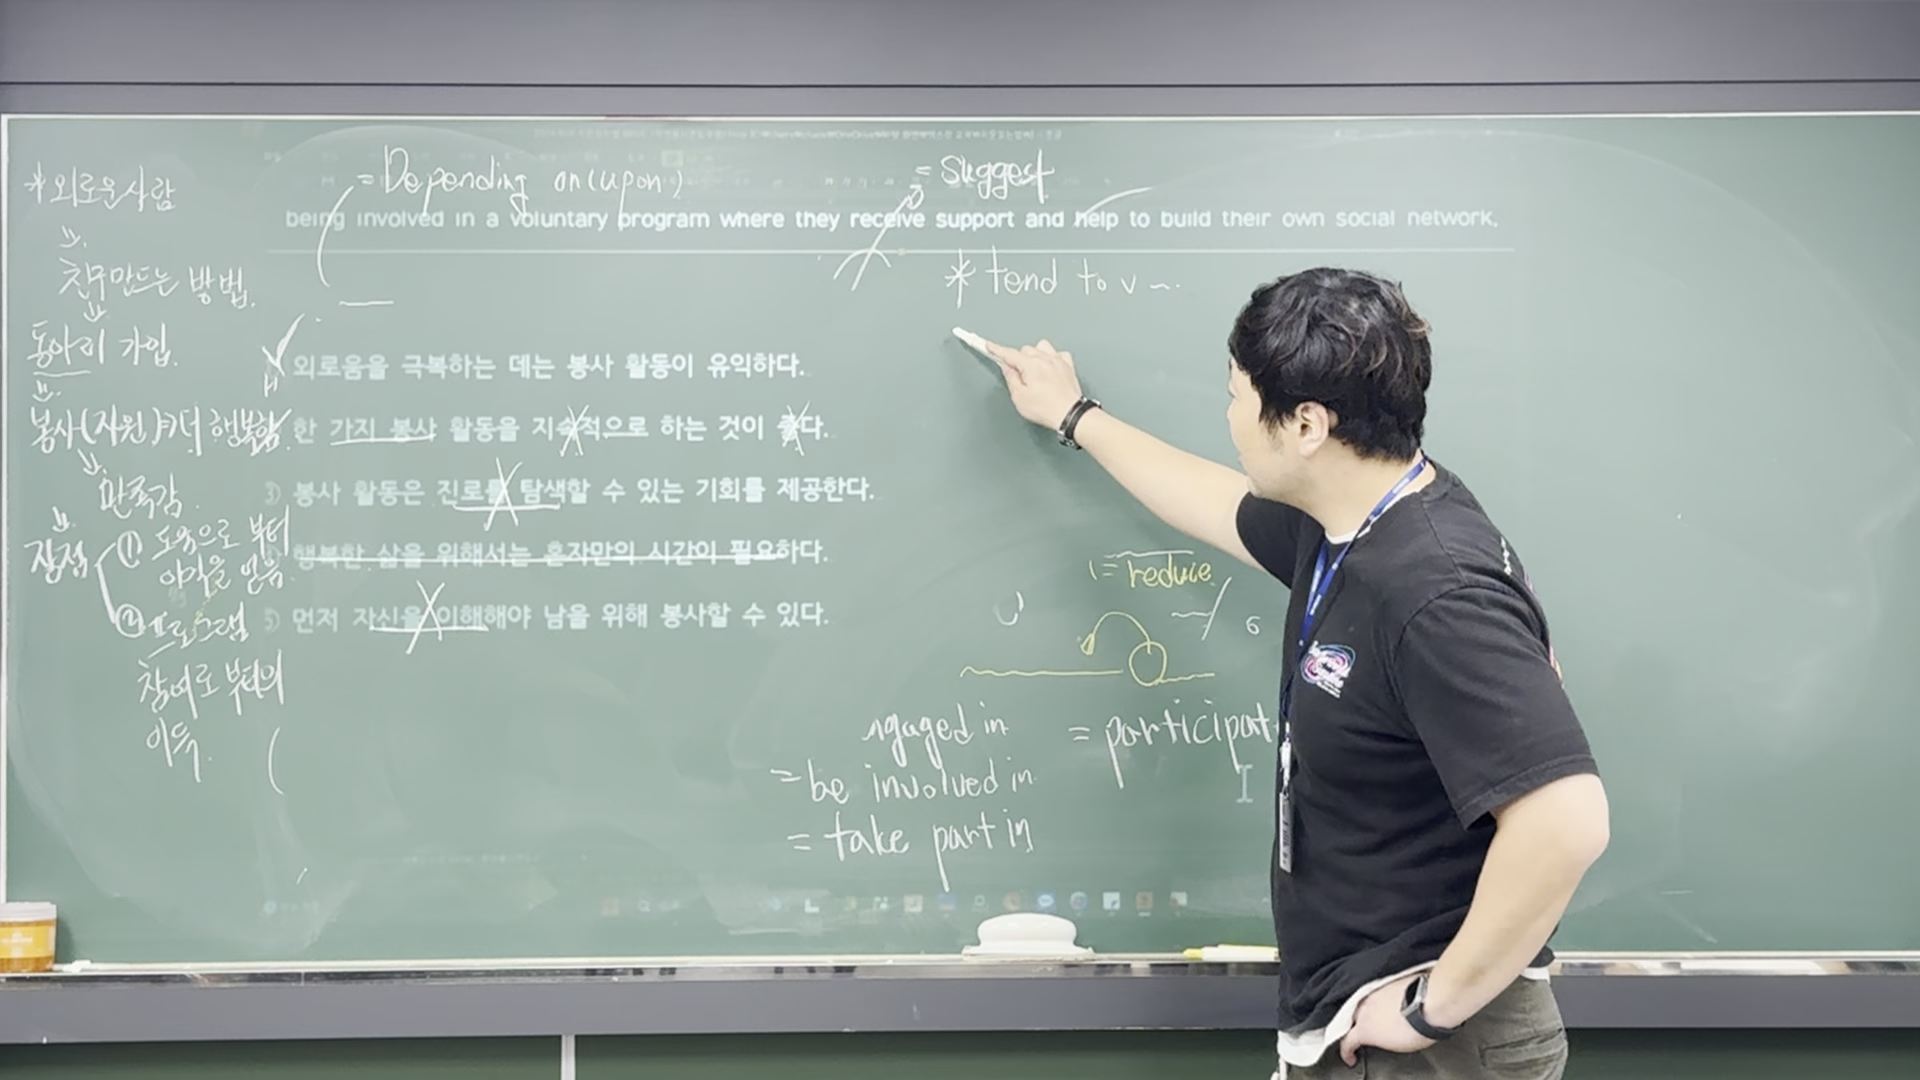 *외로운사람
친구만드는 방법.
동아리 가입.
봉사(자원)가 더 행복함.
만족감.
장점
① 도움으로 부터
이익을 얻음.
② 프로그램
참여로 부터의
이득.
= Depending on(upon)
= Suggest
being involved in a voluntary program where they receive support and help to build their own social network.
* tend to v ~.
외로움을 극복하는 데는 봉사 활동이 유익하다.
한 가지 봉사 활동을 지속적으로 하는 것이 좋다.
③ 봉사 활동은 진로를 탐색할 수 있는 기회를 제공한다.
행복한 삶을 위해서는 혼자만의 시간이 필요하다.
⑤ 먼저 자신을 이해해야 남을 위해 봉사할 수 있다.
= reduce
6
ngaged in = participat
= be involved in
= take part in